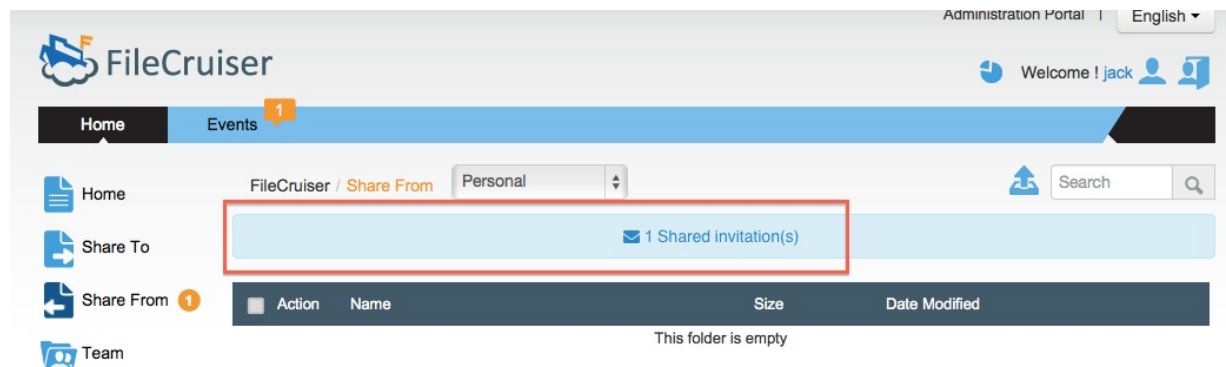 Administration Portal | English
FileCruiser
Welcome ! jack
1
Home Events
Home
FileCruiser / Share From Personal
Search
1 Shared invitation(s)
Share To
Share From 1
Action Name Size Date Modified
This folder is empty
Team